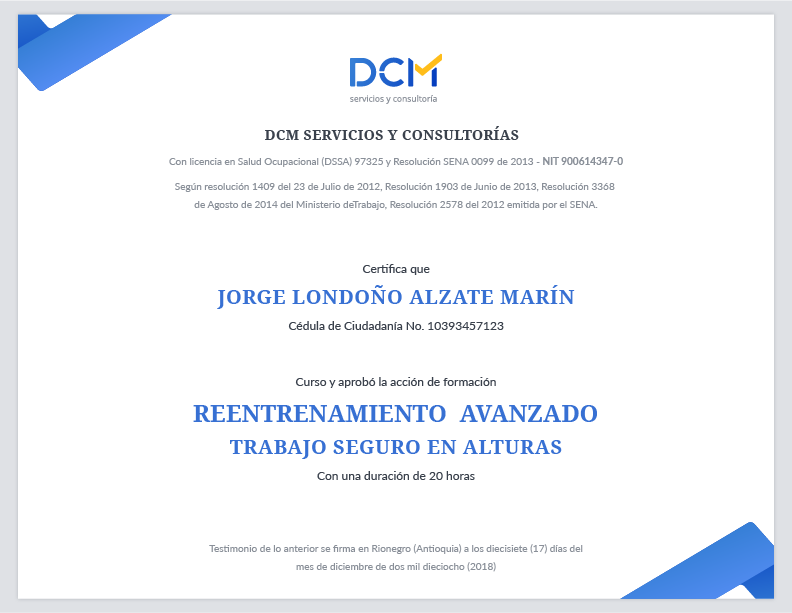 DCM
servicios y consultoría
DCM SERVICIOS Y CONSULTORÍAS
Con licencia en Salud Ocupacional (DSSA) 97325 y Resolución SENA 0099 de 2013 - NIT 900614347-0
Según resolución 1409 del 23 de Julio de 2012, Resolución 1903 de Junio de 2013, Resolución 3368
de Agosto de 2014 del Ministerio deTrabajo, Resolución 2578 del 2012 emitida por el SENA.
Certifica que
JORGE LONDOÑO ALZATE MARÍN
Cédula de Ciudadanía No. 10393457123
Curso y aprobó la acción de formación
REENTRENAMIENTO AVANZADO
TRABAJO SEGURO EN ALTURAS
Con una duración de 20 horas
Testimonio de lo anterior se firma en Rionegro (Antioquia) a los diecisiete (17) días del
mes de diciembre de dos mil dieciocho (2018)